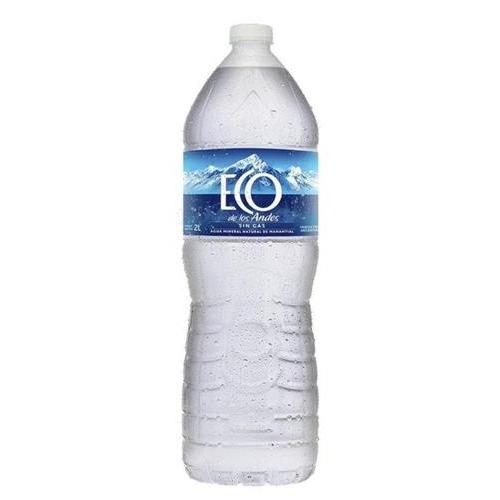 ECO
de los Andes
SIN GAS
AGUA MINERAL NATURAL DE MANANTIAL
2L